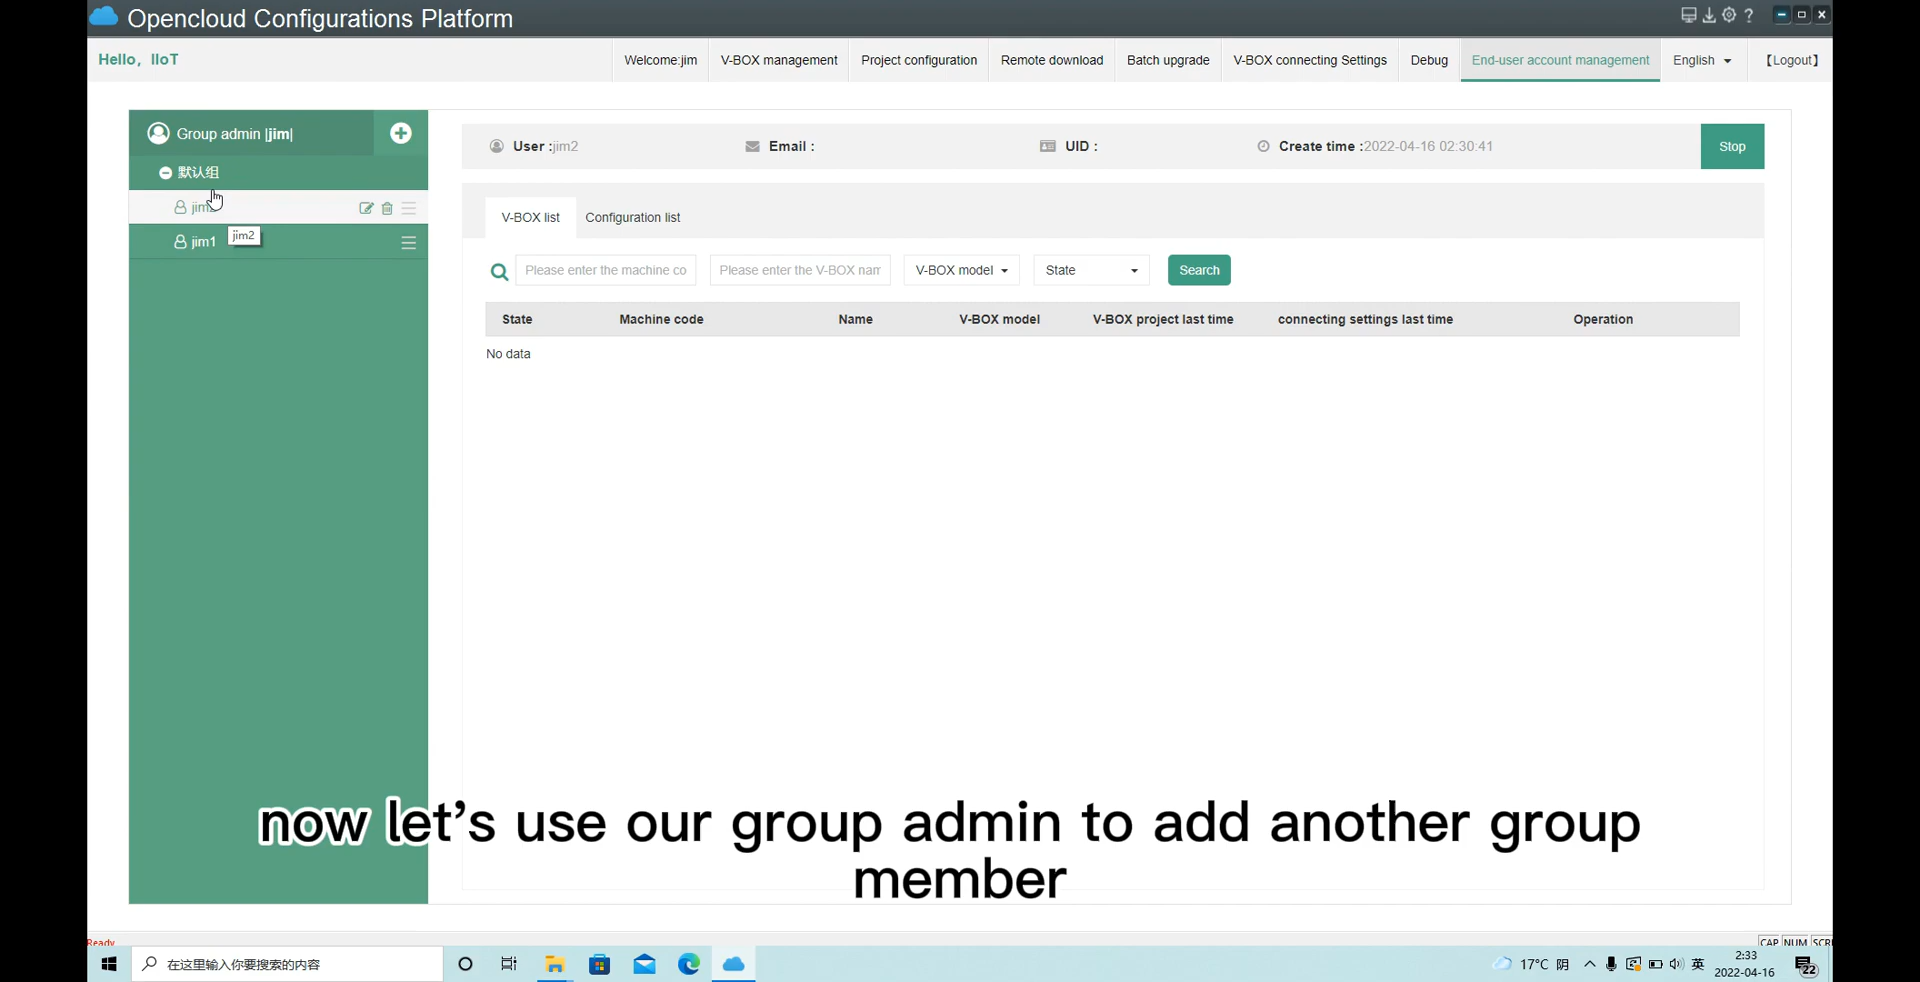 Opencloud Configurations Platform
Hello, IIoT
Welcome:jim
V-BOX management
Project configuration
Remote download
Batch upgrade
V-BOX connecting Settings
Debug
End-user account management
English
【Logout】
Group admin |jim|
默认组
jim2
jim1
User :jim2
Email :
UID :
Create time :2022-04-16 02:30:41
Stop
V-BOX list
Configuration list
Please enter the machine co
Please enter the V-BOX nam
V-BOX model
State
Search
State
Machine code
Name
V-BOX model
V-BOX project last time
connecting settings last time
Operation
No data
now let's use our group admin to add another group
member
Ready
CAP NUM SCR
在这里输入你要搜索的内容
17°C 阴
英
2:33
2022-04-16
22